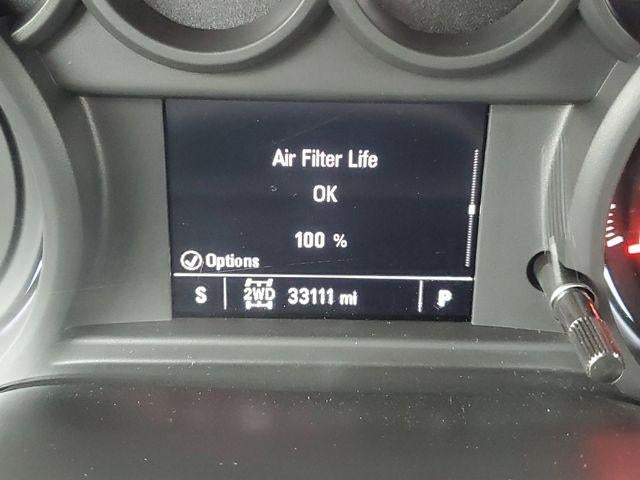 Air Filter Life
OK
100 %
Options
S 2WD 33111 mi P